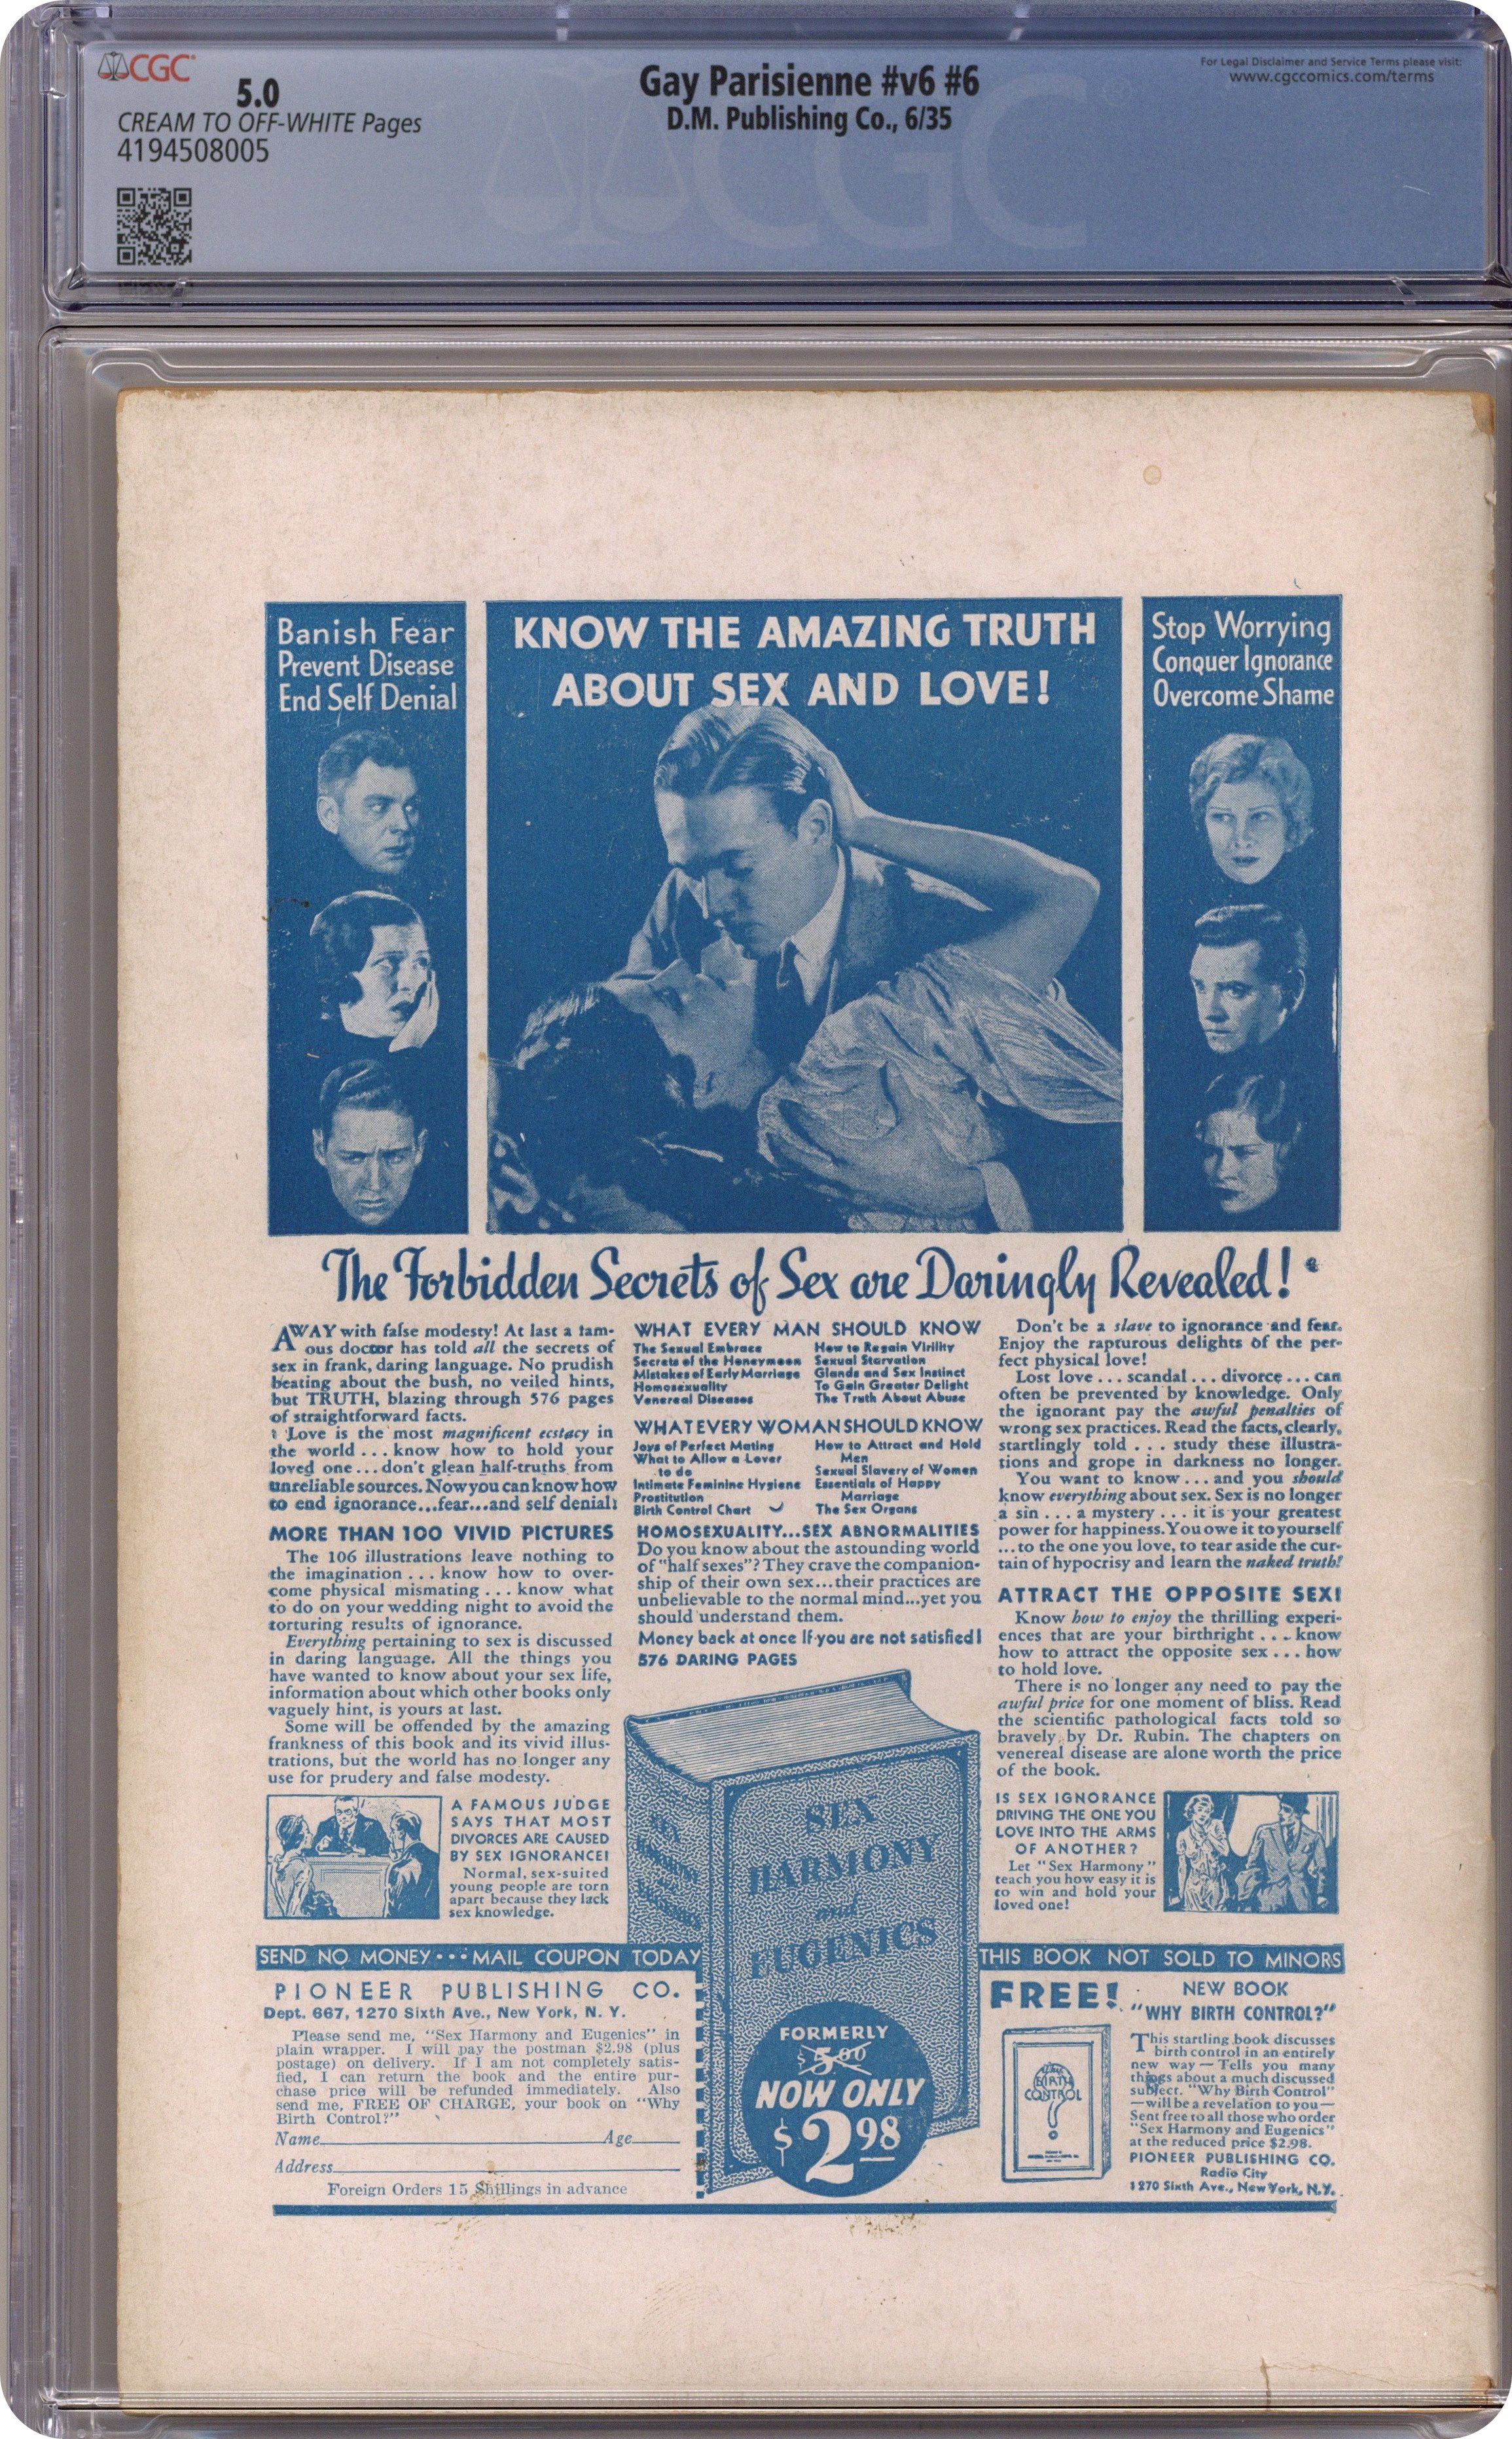 CGC
5.0
CREAM TO OFF-WHITE Pages
4194508005
Gay Parisienne #v6 #6
D.M. Publishing Co., 6/35
For Legal Disclaimer and Service Terms please visit:
www.cgccomics.com/terms
CGC
Banish Fear
Prevent Disease
End Self Denial
KNOW THE AMAZING TRUTH
ABOUT SEX AND LOVE!
Stop Worrying
Conquer Ignorance
Overcome Shame
The Forbidden Secrets of Sex are Daringly Revealed!
AWAY with false modesty! At last a fam-
ous doctor has told all the secrets of
sex in frank, daring language. No prudish
beating about the bush, no veiled hints,
but TRUTH, blazing through 576 pages
of straightforward facts.
Love is the most magnificent ecstacy in
the world . . . know how to hold your
loved one . . . don't glean half-truths from
unreliable sources. Now you can know how
to end ignorance...fear...and self denial!
MORE THAN 100 VIVID PICTURES
The 106 illustrations leave nothing to
the imagination . . . know how to over-
come physical mismating . . . know what
to do on your wedding night to avoid the
torturing results of ignorance.
Everything pertaining to sex is discussed
in daring language. All the things you
have wanted to know about your sex life,
information about which other books only
vaguely hint, is yours at last.
Some will be offended by the amazing
frankness of this book and its vivid illus-
trations, but the world has no longer any
use for prudery and false modesty.
A FAMOUS JUDGE
SAYS THAT MOST
DIVORCES ARE CAUSED
BY SEX IGNORANCE!
Normal, sex-suited
young people are torn
apart because they lack
sex knowledge.
WHAT EVERY MAN SHOULD KNOW
The Sexual Embrace
Secrets of the Honeymoon
Mistakes of Early Marriage
Homosexuality
Venereal Diseases
How to Regain Virility
Sexual Starvation
Glands and Sex Instinct
To Gain Greater Delight
The Truth About Abuse
WHAT EVERY WOMAN SHOULD KNOW
Joys of Perfect Mating
What to Allow a Lover
to do
Intimate Feminine Hygiene
Prostitution
Birth Control Chart
How to Attract and Hold
Men
Sexual Slavery of Women
Essentials of Happy
Marriage
The Sex Organs
HOMOSEXUALITY...SEX ABNORMALITIES
Do you know about the astounding world
of "half sexes"? They crave the companion-
ship of their own sex...their practices are
unbelievable to the normal mind...yet you
should understand them.
Money back at once If you are not satisfied!
576 DARING PAGES
SEX
HARMONY
and
EUGENICS
SEX
HARMONY
and
EUGENICS
FORMERLY
$5.00
NOW ONLY
$2.98
Don't be a slave to ignorance and fear.
Enjoy the rapturous delights of the per-
fect physical love!
Lost love . . . scandal . . . divorce . . . can
often be prevented by knowledge. Only
the ignorant pay the awful penalties of
wrong sex practices. Read the facts, clearly,
startlingly told . . . study these illustra-
tions and grope in darkness no longer.
You want to know . . . and you should
know everything about sex. Sex is no longer
a sin . . . a mystery . . . it is your greatest
power for happiness. You owe it to yourself
...to the one you love, to tear aside the cur-
tain of hypocrisy and learn the naked truth!
ATTRACT THE OPPOSITE SEX!
Know how to enjoy the thrilling experi-
ences that are your birthright . . . know
how to attract the opposite sex . . . how
to hold love.
There is no longer any need to pay the
awful price for one moment of bliss. Read
the scientific pathological facts told so
bravely by Dr. Rubin. The chapters on
venereal disease are alone worth the price
of the book.
IS SEX IGNORANCE
DRIVING THE ONE YOU
LOVE INTO THE ARMS
OF ANOTHER?
Let "Sex Harmony"
teach you how easy it is
to win and hold your
loved one!
SEND NO MONEY • • • MAIL COUPON TODAY
PIONEER PUBLISHING CO.
Dept. 667, 1270 Sixth Ave., New York, N. Y.
Please send me, "Sex Harmony and Eugenics" in
plain wrapper. I will pay the postman $2.98 (plus
postage) on delivery. If I am not completely satis-
fied, I can return the book and the entire pur-
chase price will be refunded immediately. Also
send me, FREE OF CHARGE, your book on "Why
Birth Control?"
Name Age
Address
Foreign Orders 15 Shillings in advance
THIS BOOK NOT SOLD TO MINORS
FREE!
NEW BOOK
"WHY BIRTH CONTROL?"
BIRTH
CONTROL
?
This startling book discusses
birth control in an entirely
new way — Tells you many
things about a much discussed
subject. "Why Birth Control"
—will be a revelation to you—
Sent free to all those who order
"Sex Harmony and Eugenics"
at the reduced price $2.98.
PIONEER PUBLISHING CO.
Radio City
1270 Sixth Ave., New York, N.Y.